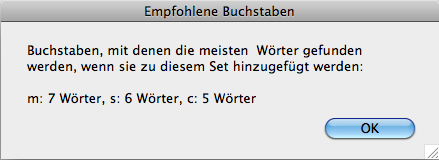 Empfohlene Buchstaben
Buchstaben, mit denen die meisten  Wörter gefunden
werden, wenn sie zu diesem Set hinzugefügt werden:
m: 7 Wörter, s: 6 Wörter, c: 5 Wörter
OK